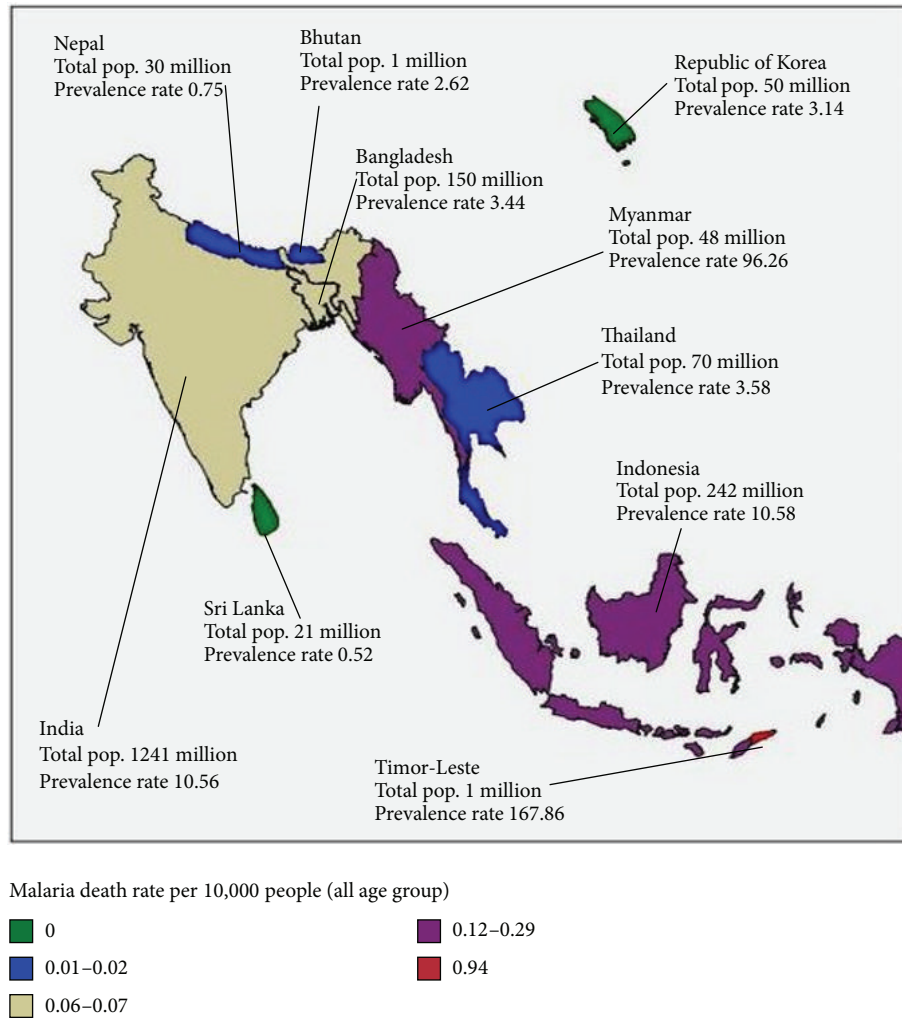 Nepal
Total pop. 30 million
Prevalence rate 0.75
Bhutan
Total pop. 1 million
Prevalence rate 2.62
Republic of Korea
Total pop. 50 million
Prevalence rate 3.14
Bangladesh
Total pop. 150 million
Prevalence rate 3.44
Myanmar
Total pop. 48 million
Prevalence rate 96.26
Thailand
Total pop. 70 million
Prevalence rate 3.58
Indonesia
Total pop. 242 million
Prevalence rate 10.58
Sri Lanka
Total pop. 21 million
Prevalence rate 0.52
India
Total pop. 1241 million
Prevalence rate 10.56
Timor-Leste
Total pop. 1 million
Prevalence rate 167.86
Malaria death rate per 10,000 people (all age group)
0
0.01–0.02
0.06–0.07
0.12–0.29
0.94